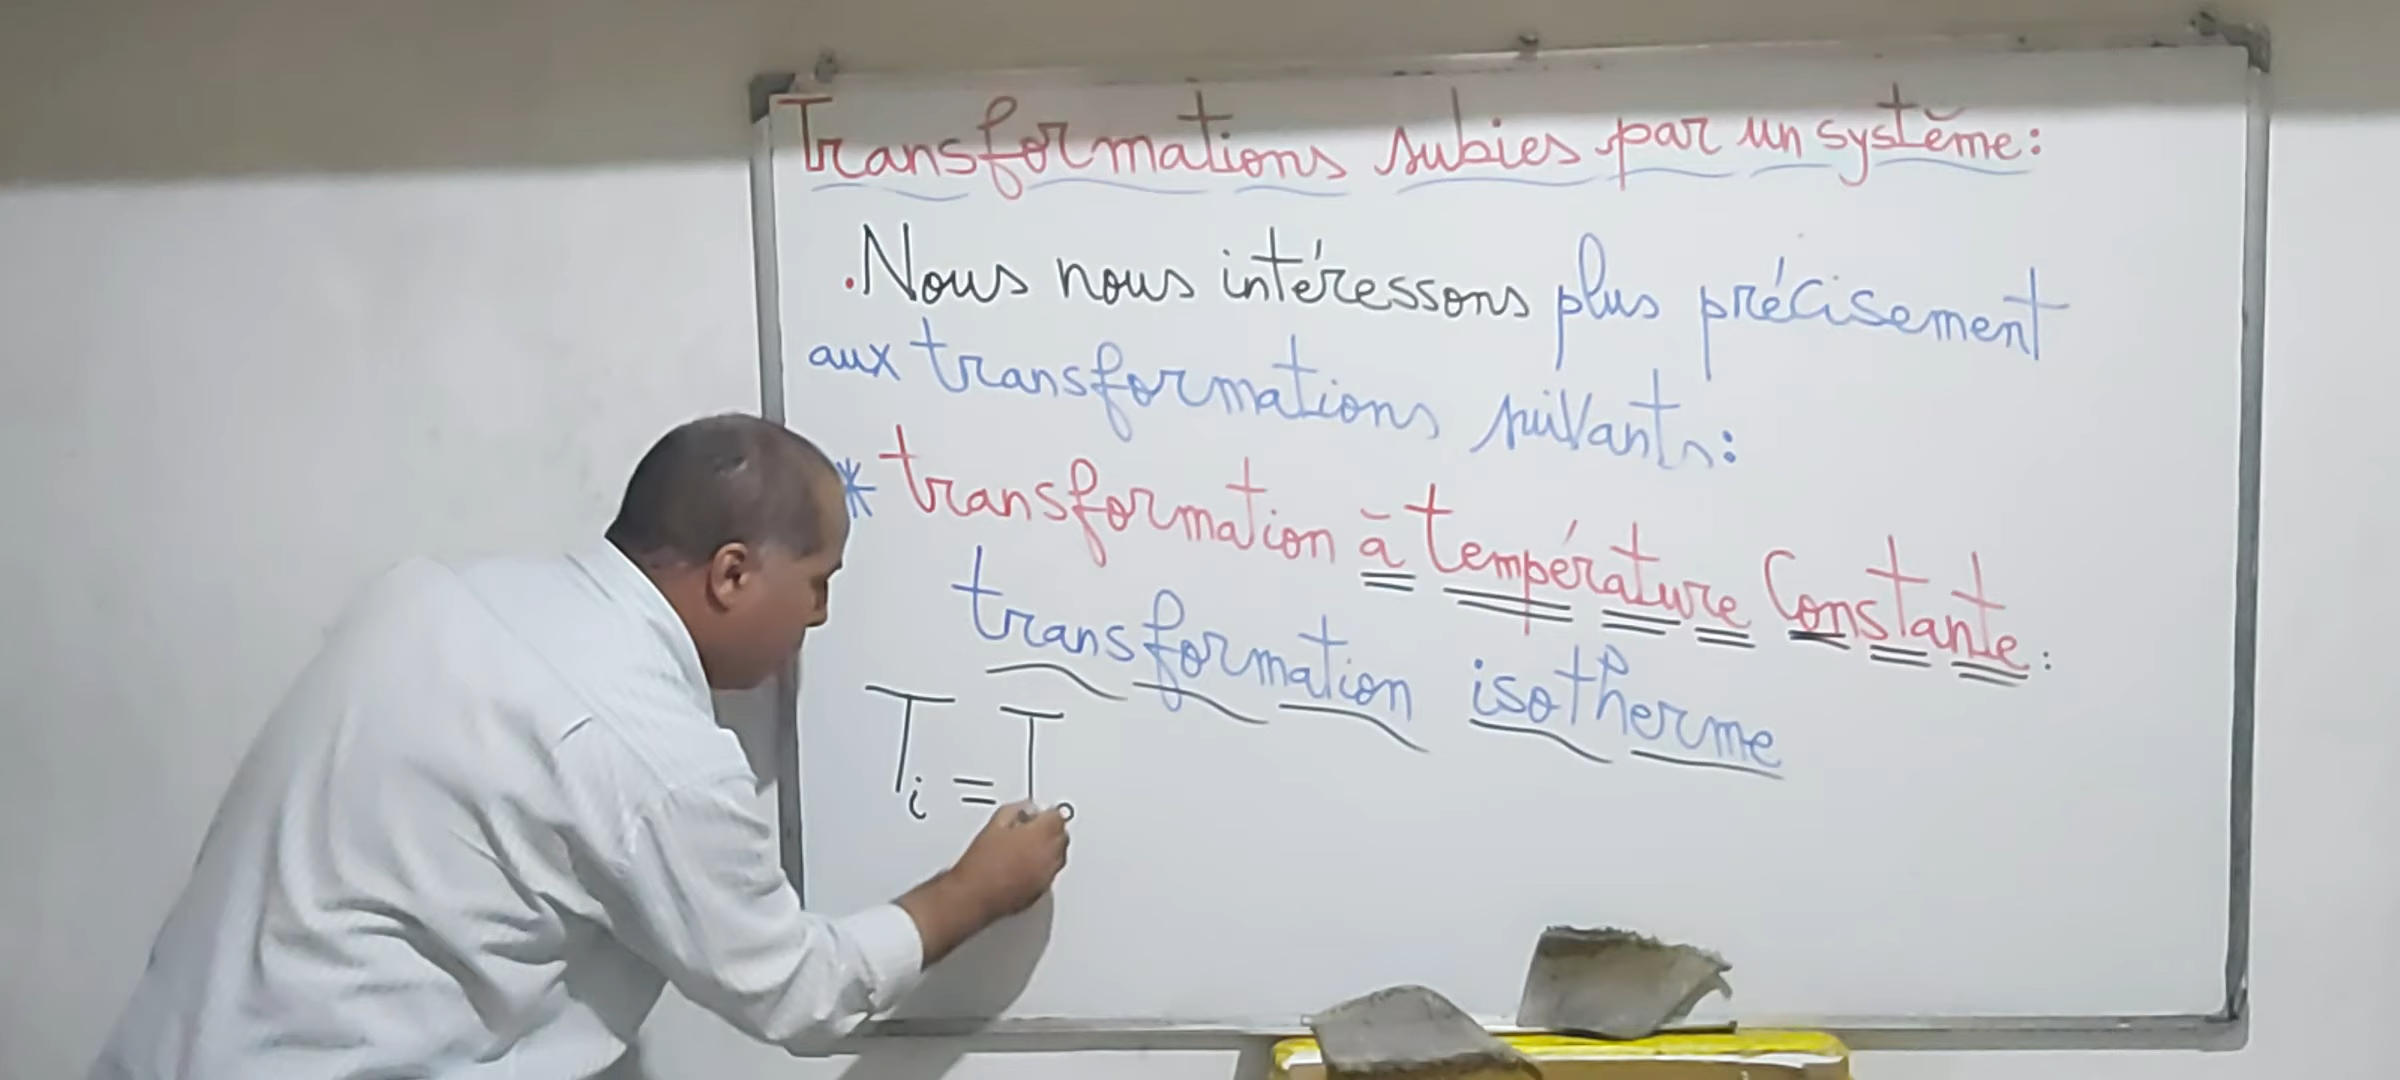 Transformations subies par un système:
.Nous nous intéressons plus précisement
aux transformations suivants:
* transformation à température Constante:
transformation isotherme
Ti = T